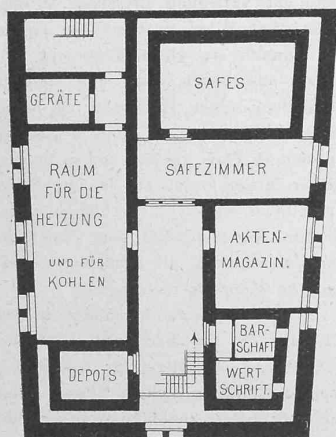 GERÄTE
SAFES
RAUM
FÜR DIE
HEIZUNG
UND FÜR
KOHLEN
SAFEZIMMER
AKTEN-
MAGAZIN.
BAR-
SCHAFT
WERT
SCHRIFT.
DEPOTS